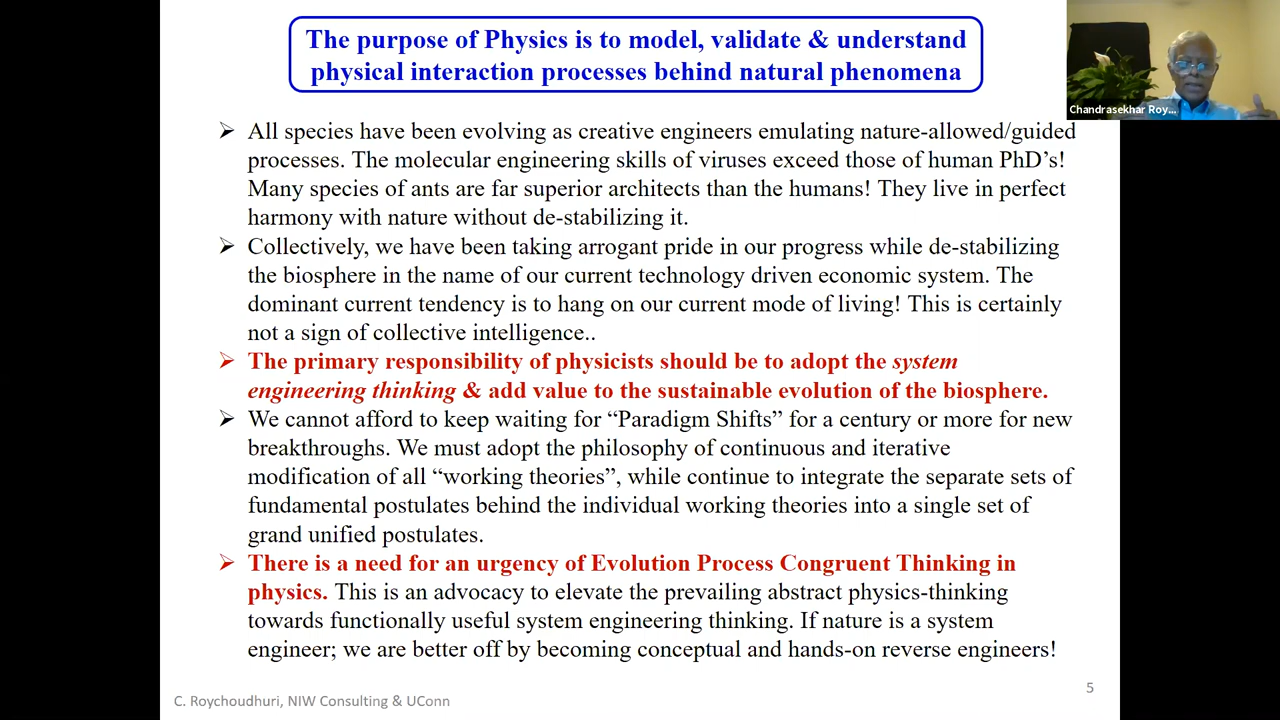 The purpose of Physics is to model, validate & understand
physical interaction processes behind natural phenomena
Chandrasekhar Roy...
➢ All species have been evolving as creative engineers emulating nature-allowed/guided
processes. The molecular engineering skills of viruses exceed those of human PhD's!
Many species of ants are far superior architects than the humans! They live in perfect
harmony with nature without de-stabilizing it.
➢ Collectively, we have been taking arrogant pride in our progress while de-stabilizing
the biosphere in the name of our current technology driven economic system. The
dominant current tendency is to hang on our current mode of living! This is certainly
not a sign of collective intelligence..
➢ The primary responsibility of physicists should be to adopt the system
engineering thinking & add value to the sustainable evolution of the biosphere.
➢ We cannot afford to keep waiting for “Paradigm Shifts” for a century or more for new
breakthroughs. We must adopt the philosophy of continuous and iterative
modification of all “working theories”, while continue to integrate the separate sets of
fundamental postulates behind the individual working theories into a single set of
grand unified postulates.
➢ There is a need for an urgency of Evolution Process Congruent Thinking in
physics. This is an advocacy to elevate the prevailing abstract physics-thinking
towards functionally useful system engineering thinking. If nature is a system
engineer; we are better off by becoming conceptual and hands-on reverse engineers!
C. Roychoudhuri, NIW Consulting & UConn
5